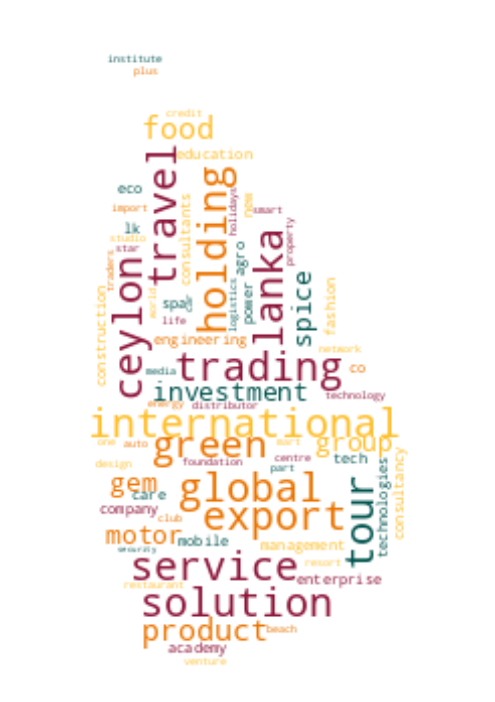 institute
plus
credit
food
education
travel
holding
eco
import
lk
studio
star
traders
consultants
holidays
new
smart
property
ceylon
lanka
agro
world
spa
car
life
logistics
power
spice
fashion
construction
engineering
network
trading
co
media
investment
technology
energy
distributor
international
one
auto
green
mart
group
design
foundation
centre
part
tech
technologies
consultancy
gem
care
global
tour
company
club
export
motor
mobile
security
management
service
resort
enterprise
restaurant
solution
product
beach
academy
venture